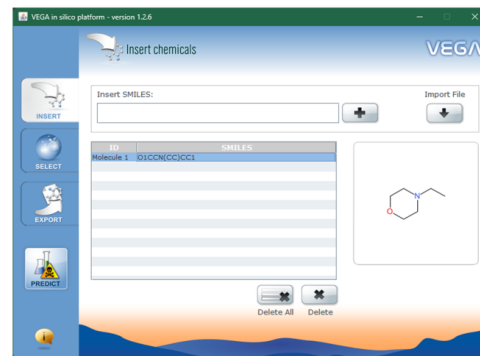 VEGA in silico platform - version 1.2.6
Insert chemicals
VEGA
Insert SMILES:
Import File
INSERT
SELECT
EXPORT
PREDICT
ID SMILES
Molecule 1 O1CCN(CC)CC1
N
O
Delete All Delete